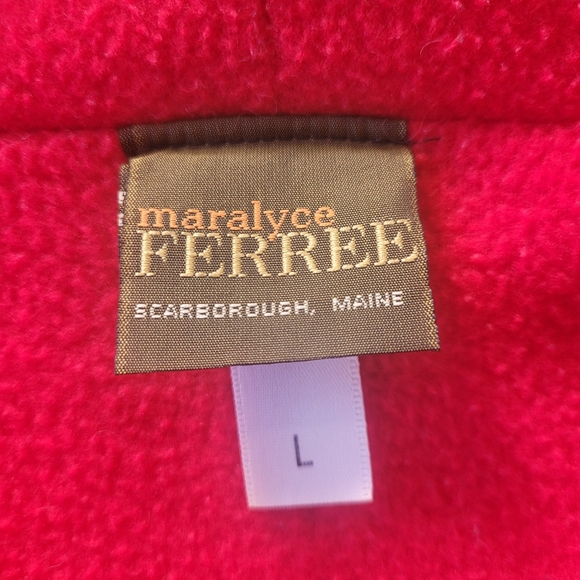 maralyce
FERREE
SCARBOROUGH, MAINE
L